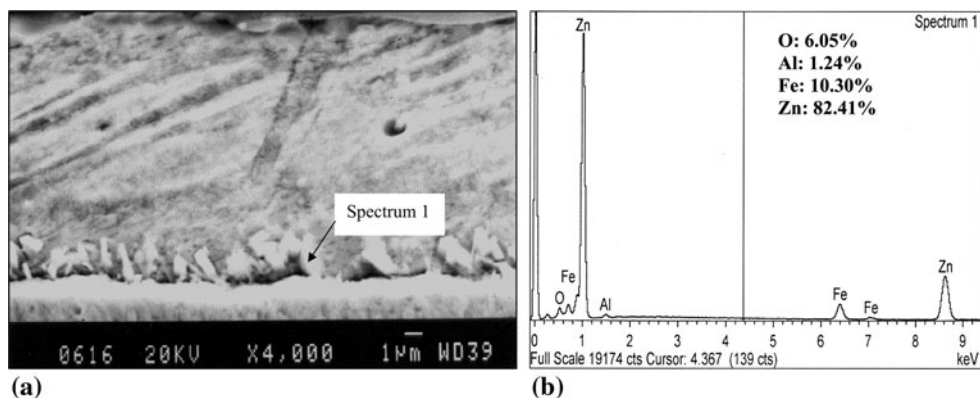 Spectrum 1
0616 20KV X4,000 1μm WD39
(a)
Spectrum 1
Zn
O: 6.05%
Al: 1.24%
Fe: 10.30%
Zn: 82.41%
Fe
O
Al
Fe
Fe
Zn
0 1 2 3 4 5 6 7 8 9
Full Scale 19174 cts Cursor: 4.367 (139 cts)
keV
(b)